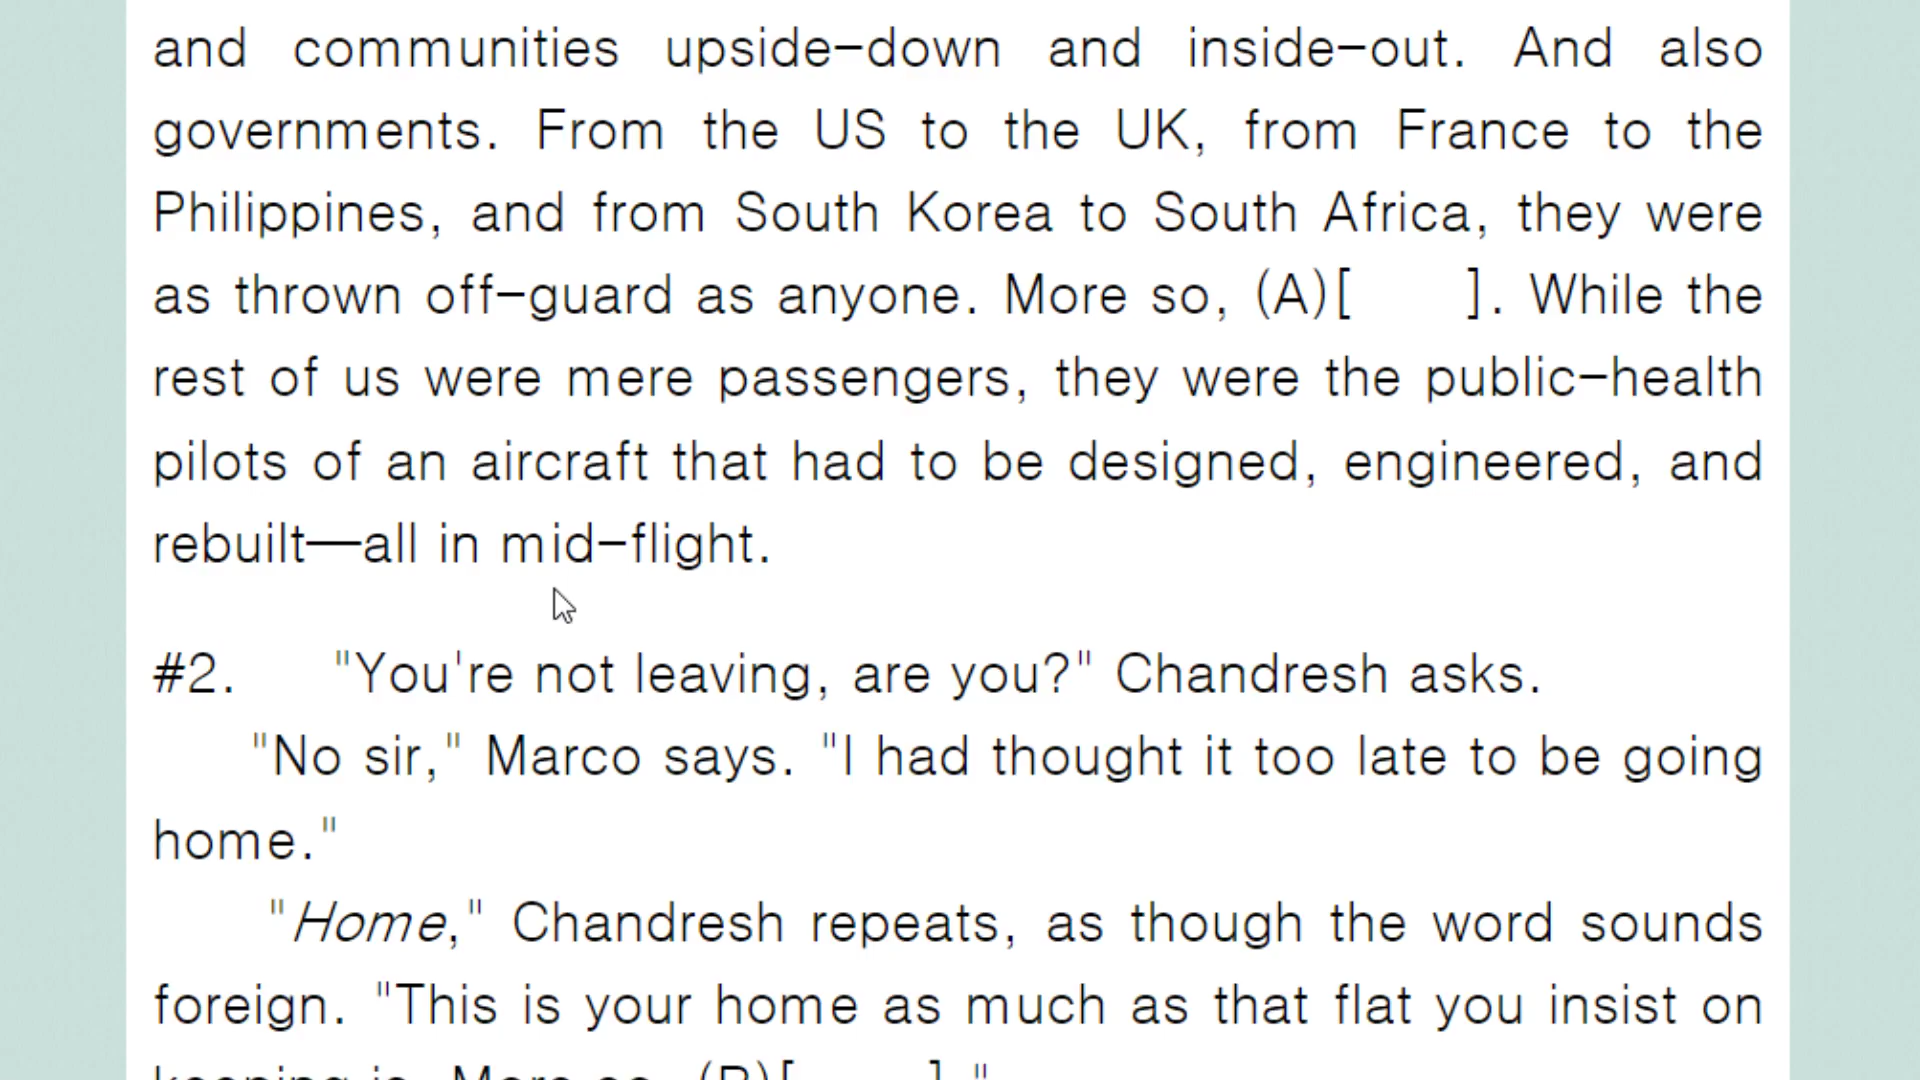 and communities upside-down and inside-out. And also
governments. From the US to the UK, from France to the
Philippines, and from South Korea to South Africa, they were
as thrown off-guard as anyone. More so, (A)[ ]. While the
rest of us were mere passengers, they were the public-health
pilots of an aircraft that had to be designed, engineered, and
rebuilt—all in mid-flight.
#2. "You're not leaving, are you?" Chandresh asks.
"No sir," Marco says. "I had thought it too late to be going
home."
"Home," Chandresh repeats, as though the word sounds
foreign. "This is your home as much as that flat you insist on
keeping is. More so, (B)[ ]."